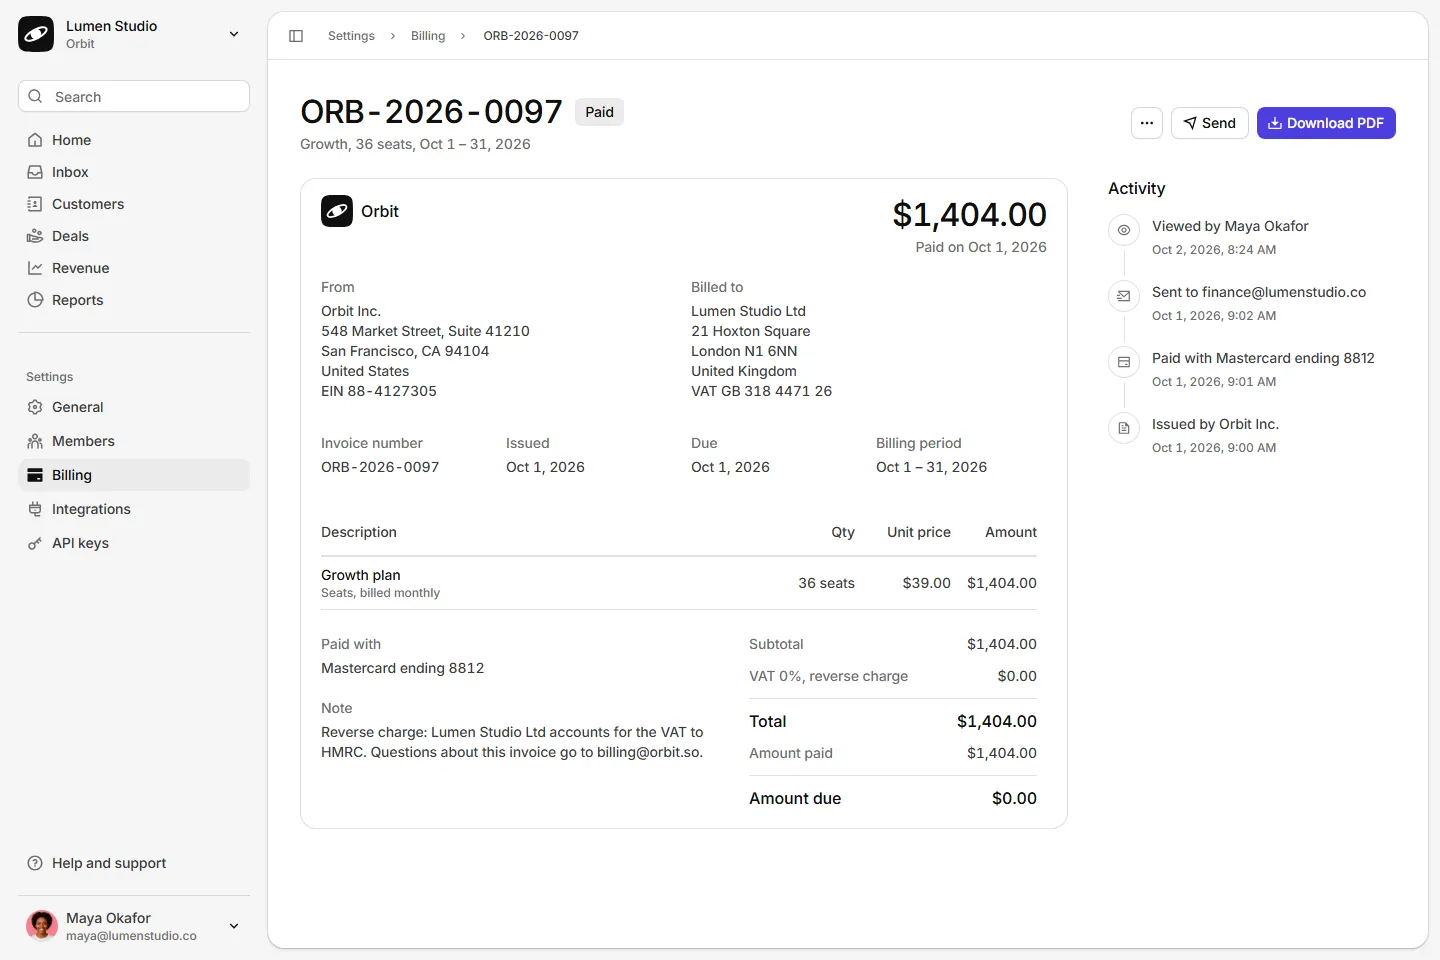 Lumen Studio
Orbit
Search
Home
Inbox
Customers
Deals
Revenue
Reports
Settings
General
Members
Billing
Integrations
API keys
Help and support
Maya Okafor
maya@lumenstudio.co
Settings > Billing > ORB-2026-0097
ORB-2026-0097 Paid
Growth, 36 seats, Oct 1 – 31, 2026
Send
Download PDF
Orbit
$1,404.00
Paid on Oct 1, 2026
From
Orbit Inc.
548 Market Street, Suite 41210
San Francisco, CA 94104
United States
EIN 88-4127305
Billed to
Lumen Studio Ltd
21 Hoxton Square
London N1 6NN
United Kingdom
VAT GB 318 4471 26
Invoice number
ORB-2026-0097
Issued
Oct 1, 2026
Due
Oct 1, 2026
Billing period
Oct 1 – 31, 2026
Description Qty Unit price Amount
Growth plan
Seats, billed monthly
36 seats $39.00 $1,404.00
Paid with
Mastercard ending 8812
Note
Reverse charge: Lumen Studio Ltd accounts for the VAT to
HMRC. Questions about this invoice go to billing@orbit.so.
Subtotal $1,404.00
VAT 0%, reverse charge $0.00
Total $1,404.00
Amount paid $1,404.00
Amount due $0.00
Activity
Viewed by Maya Okafor
Oct 2, 2026, 8:24 AM
Sent to finance@lumenstudio.co
Oct 1, 2026, 9:02 AM
Paid with Mastercard ending 8812
Oct 1, 2026, 9:01 AM
Issued by Orbit Inc.
Oct 1, 2026, 9:00 AM